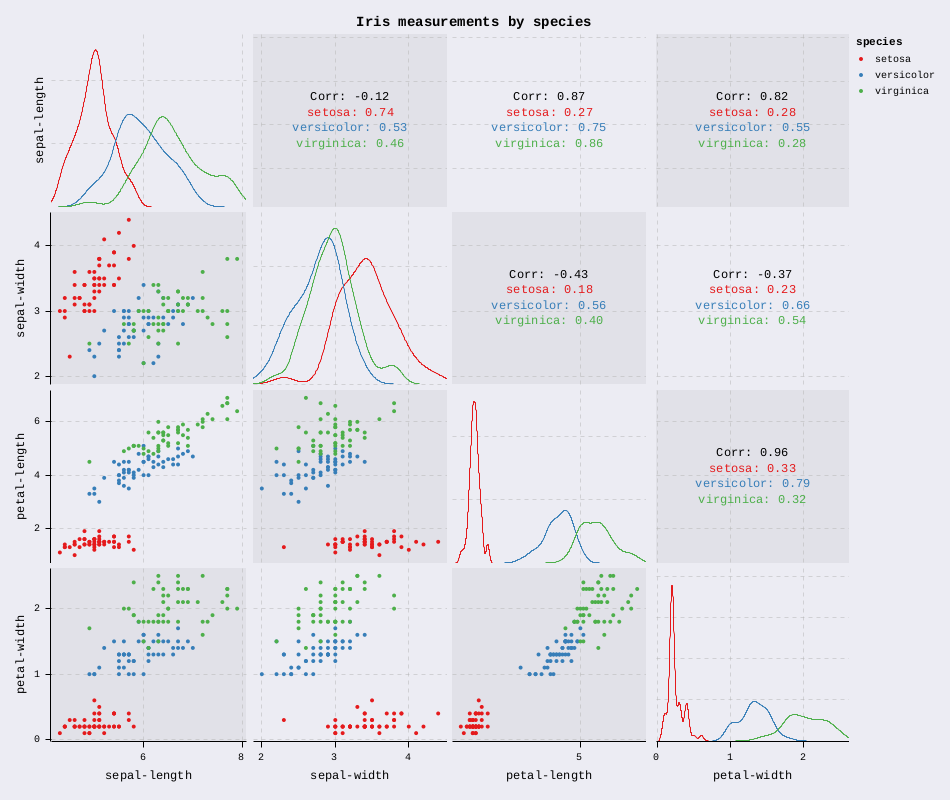 Iris measurements by species
species
setosa
versicolor
virginica
sepal-length
Corr: -0.12
setosa: 0.74
versicolor: 0.53
virginica: 0.46
Corr: 0.87
setosa: 0.27
versicolor: 0.75
virginica: 0.86
Corr: 0.82
setosa: 0.28
versicolor: 0.55
virginica: 0.28
sepal-width
4
3
2
Corr: -0.43
setosa: 0.18
versicolor: 0.56
virginica: 0.40
Corr: -0.37
setosa: 0.23
versicolor: 0.66
virginica: 0.54
petal-length
6
4
2
Corr: 0.96
setosa: 0.33
versicolor: 0.79
virginica: 0.32
petal-width
2
1
0
6 8
2 3 4
5
0 1 2
sepal-length
sepal-width
petal-length
petal-width